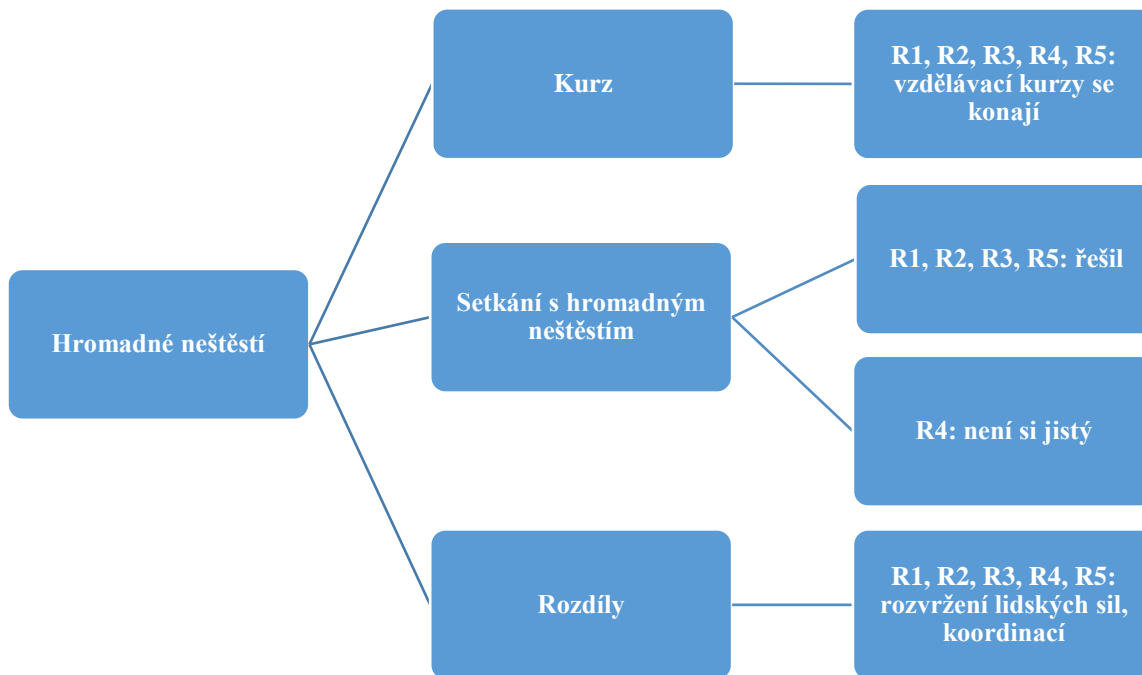 Hromadné neštěstí
Kurz
R1, R2, R3, R4, R5:
vzdělávací kurzy se
konají
Setkání s hromadným
neštěstím
R1, R2, R3, R5: řešil
R4: není si jistý
Rozdíly
R1, R2, R3, R4, R5:
rozvržení lidských sil,
koordinací